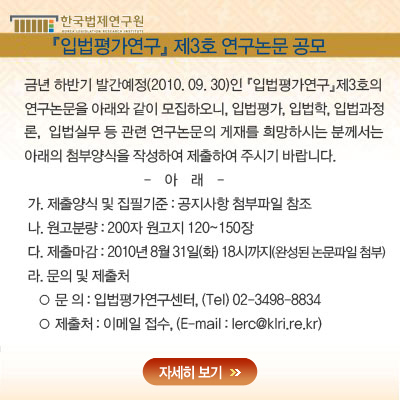 한국법제연구원
KOREA LEGISLATION RESEARCH INSTITUTE
『입법평가연구』 제3호 연구논문 공모
금년 하반기 발간예정(2010. 09. 30)인 『입법평가연구』제3호의
연구논문을 아래와 같이 모집하오니, 입법평가, 입법학, 입법과정
론, 입법실무 등 관련 연구논문의 게재를 희망하시는 분께서는
아래의 첨부양식을 작성하여 제출하여 주시기 바랍니다.
- 아 래 -
가. 제출양식 및 집필기준 : 공지사항 첨부파일 참조
나. 원고분량 : 200자 원고지 120~150장
다. 제출마감 : 2010년 8월 31일(화) 18시까지(완성된 논문파일 첨부)
라. 문의 및 제출처
○ 문 의 : 입법평가연구센터, (Tel) 02-3498-8834
○ 제출처 : 이메일 접수, (E-mail : lerc@klri.re.kr)
자세히 보기 »